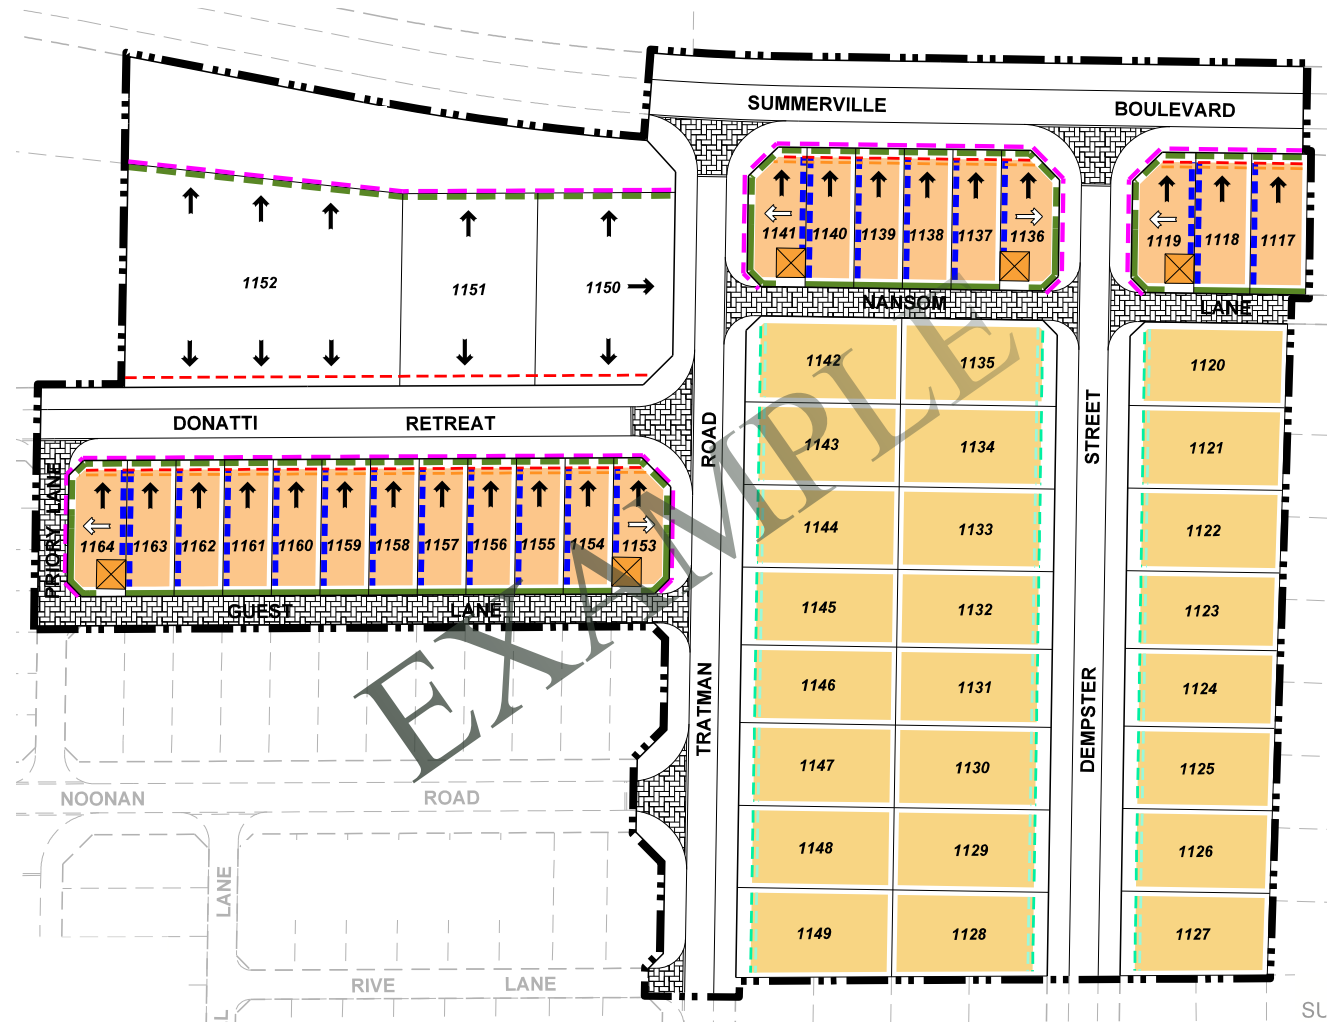 SUMMERVILLE BOULEVARD
1141 1140 1139 1138 1137 1136 1119 1118 1117
1152 1151 1150
NANSOM LANE
1142 1135 1120
DONATTI RETREAT
1143 1134 1121
ROAD
STREET
PRIORY LANE
1164 1163 1162 1161 1160 1159 1158 1157 1156 1155 1154 1153
1144 1133 1122
GUEST LANE
1145 1132 1123
EXAMPLE
1146 1131 1124
TRATMAN
DEMPSTER
1147 1130 1125
NOONAN ROAD
1148 1129 1126
LANE
1149 1128 1127
RIVE LANE
L
SU